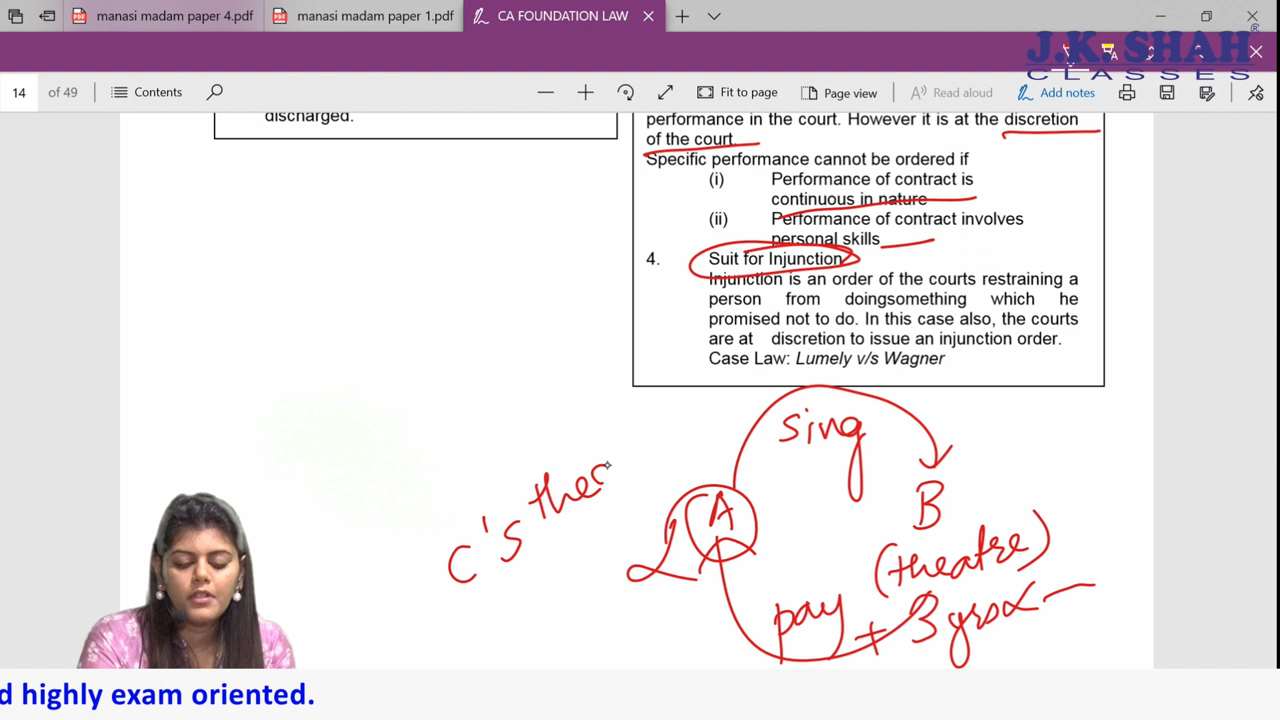 manasi madam paper 4.pdf
manasi madam paper 1.pdf
CA FOUNDATION LAW
J.K. SHAH®
CLASSES
14 of 49
Contents
Fit to page
Page view
Read aloud
Add notes
discharged.
performance in the court. However it is at the discretion
of the court.
Specific performance cannot be ordered if
(i) Performance of contract is
continuous in nature
(ii) Performance of contract involves
personal skills
4. Suit for Injunction
Injunction is an order of the courts restraining a
person from doingsomething which he
promised not to do. In this case also, the courts
are at discretion to issue an injunction order.
Case Law: Lumely v/s Wagner
sing
A
B
(theatre)
C's thea
pay + 3 yrs
d highly exam oriented.